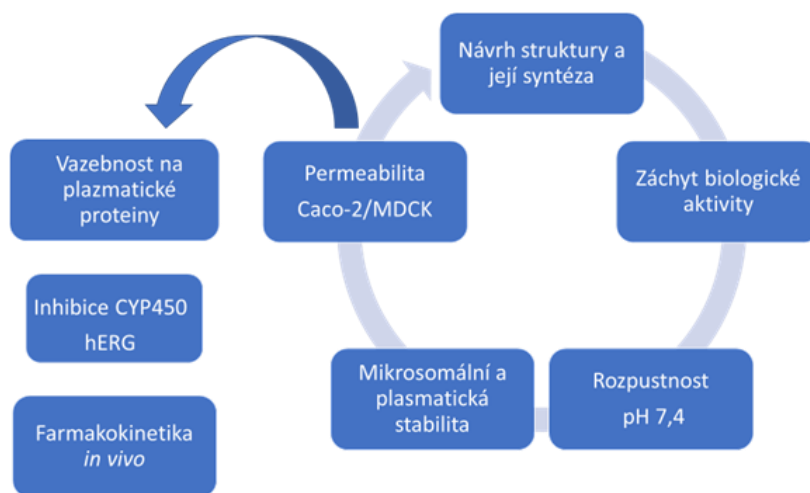 Návrh struktury a
její syntéza
Záchyt biologické
aktivity
Rozpustnost
pH 7,4
Mikrosomální a
plasmatická
stabilita
Permeabilita
Caco-2/MDCK
Vazebnost na
plazmatické
proteiny
Inhibice CYP450
hERG
Farmakokinetika
in vivo